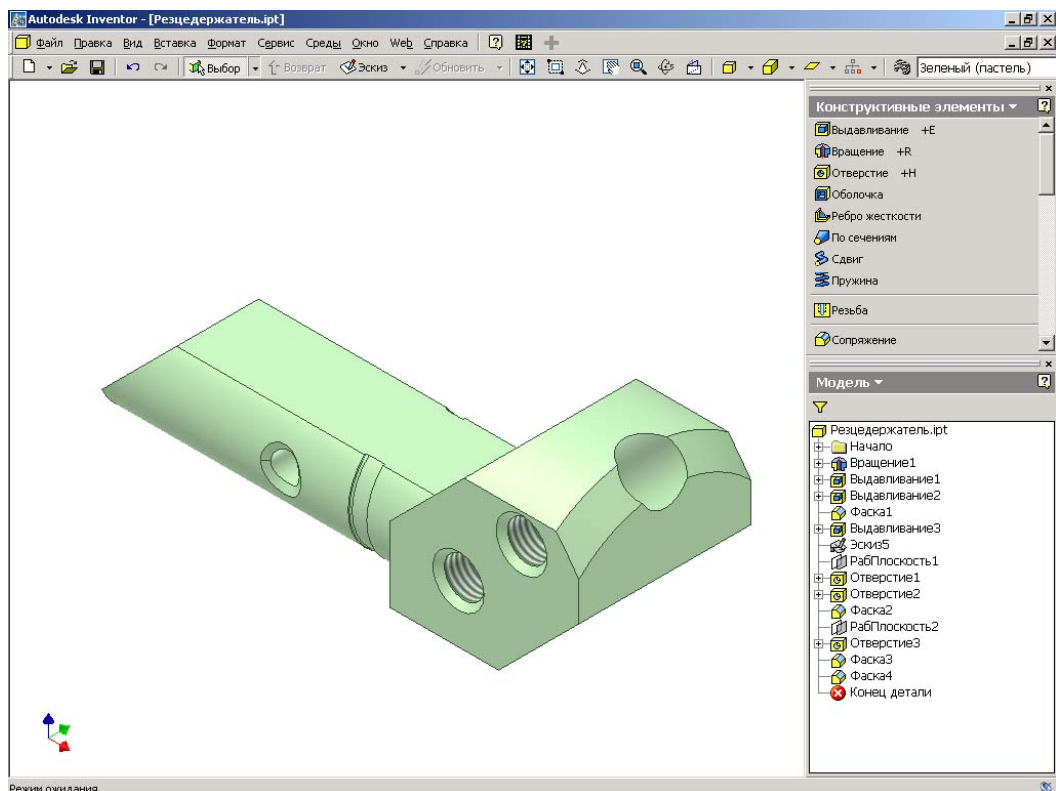 Autodesk Inventor - [Резцедержатель.ipt]
Файл Правка Вид Вставка Формат Сервис Среды Окно Web Справка
Выбор Возврат Эскиз Обновить Зеленый (пастель)
Конструктивные элементы
Выдавливание +E
Вращение +R
Отверстие +H
Оболочка
Ребро жесткости
По сечениям
Сдвиг
Пружина
Резьба
Сопряжение
Модель
Резцедержатель.ipt
Начало
Вращение1
Выдавливание1
Выдавливание2
Фаска1
Выдавливание3
Эскиз5
РабПлоскость1
Отверстие1
Отверстие2
Фаска2
РабПлоскость2
Отверстие3
Фаска3
Фаска4
Конец детали
Режим ожидания